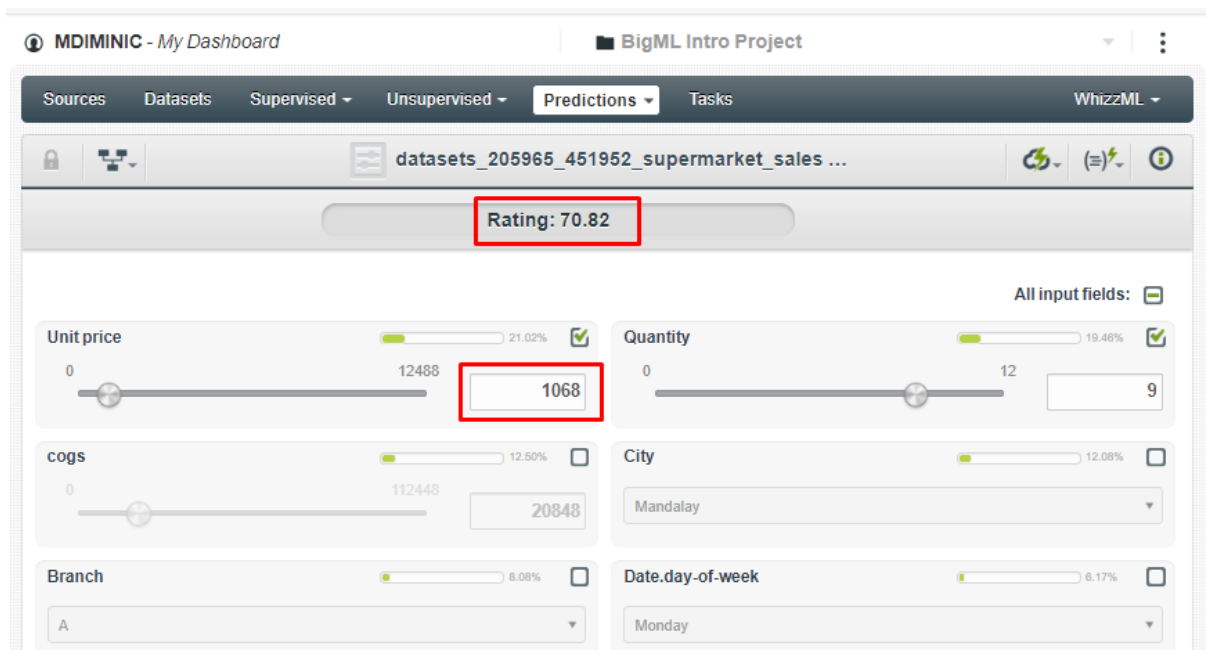 MDIMINIC - My Dashboard BigML Intro Project
Sources Datasets Supervised Unsupervised Predictions Tasks WhizzML
datasets_205965_451952_supermarket_sales ...
Rating: 70.82
All input fields:
Unit price 21.02% Quantity 19.46%
0 12488 1068 0 12 9
cogs 12.50% City 12.08%
0 112448 20848 Mandalay
Branch 8.08% Date.day-of-week 6.17%
A Monday